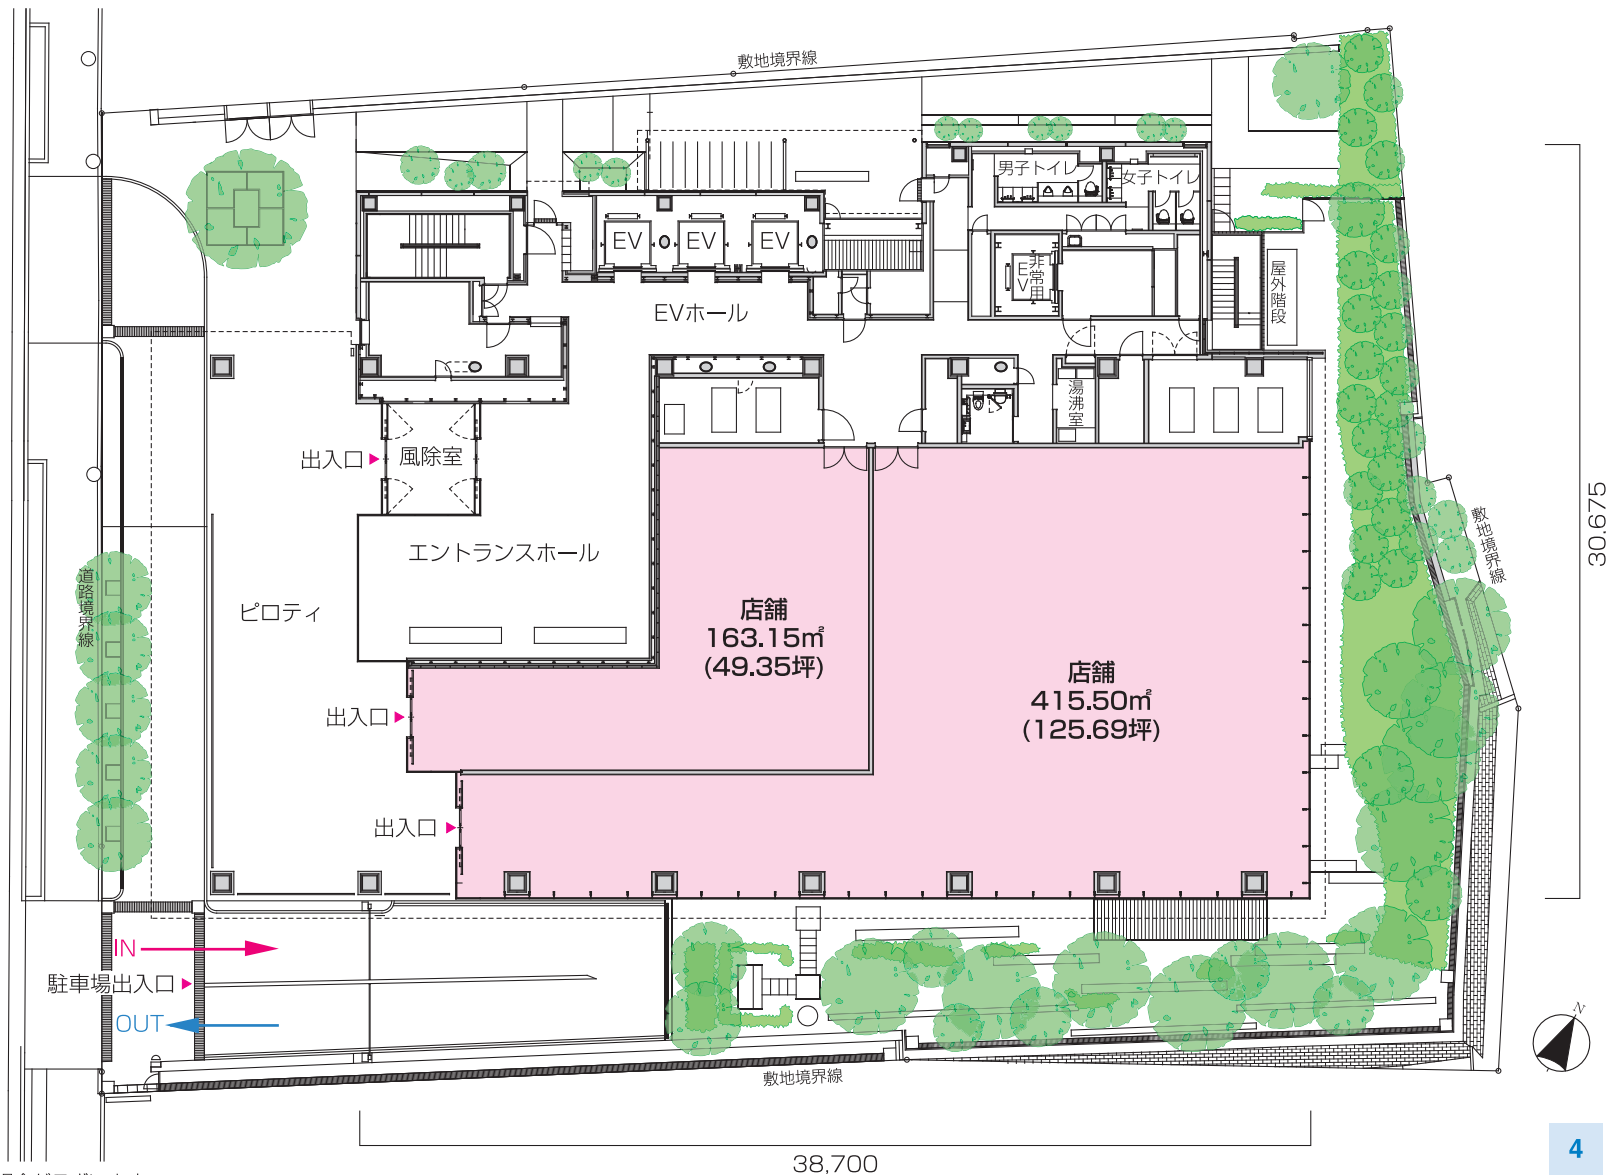 敷地境界線
男子トイレ
女子トイレ
EV
EV
EV
非常用
EV
屋外階段
EVホール
湯沸室
出入口
風除室
敷地境界線
30.675
エントランスホール
道路境界線
ピロティ
店舗
163.15㎡
(49.35坪)
店舗
415.50㎡
(125.69坪)
出入口
出入口
IN
駐車場出入口
OUT
N
敷地境界線
4
38,700